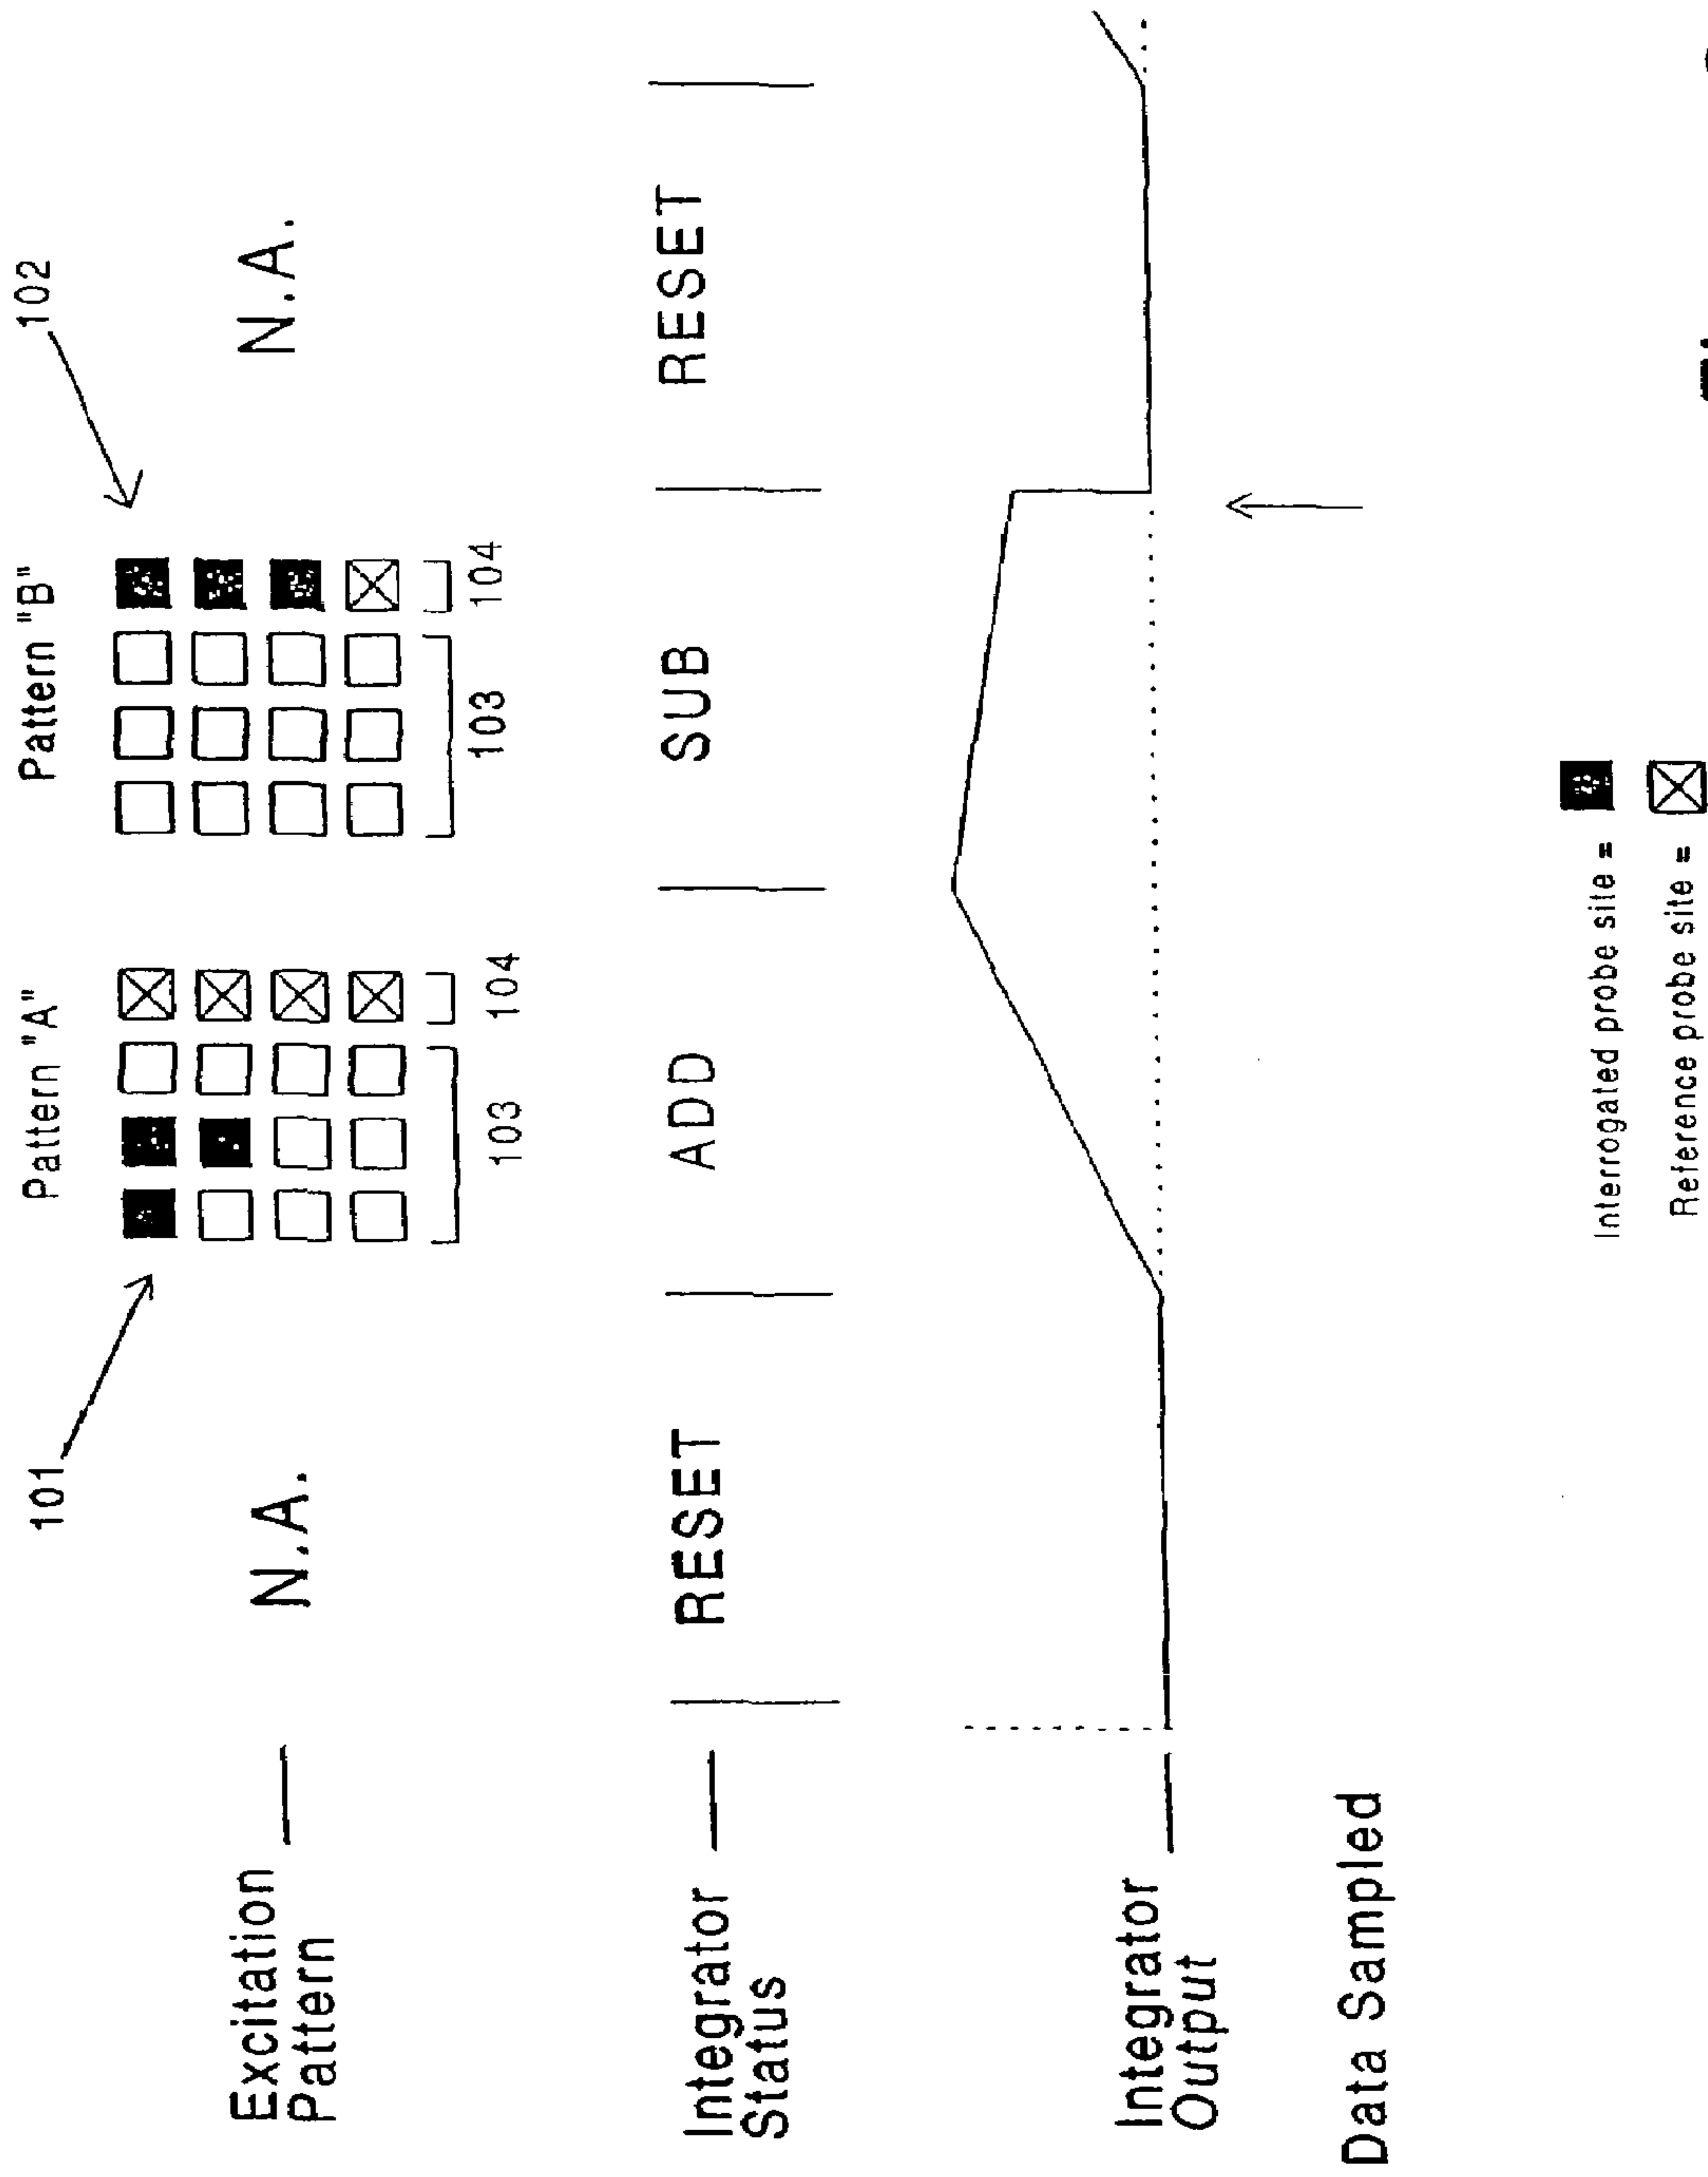 101
102
Pattern "A"
Pattern "B"
Excitation
Pattern
N.A.
N.A.
103
104
103
104
Integrator
Status
RESET
ADD
SUB
RESET
Integrator
Output
Data Sampled
Interrogated probe site =
Reference probe site =